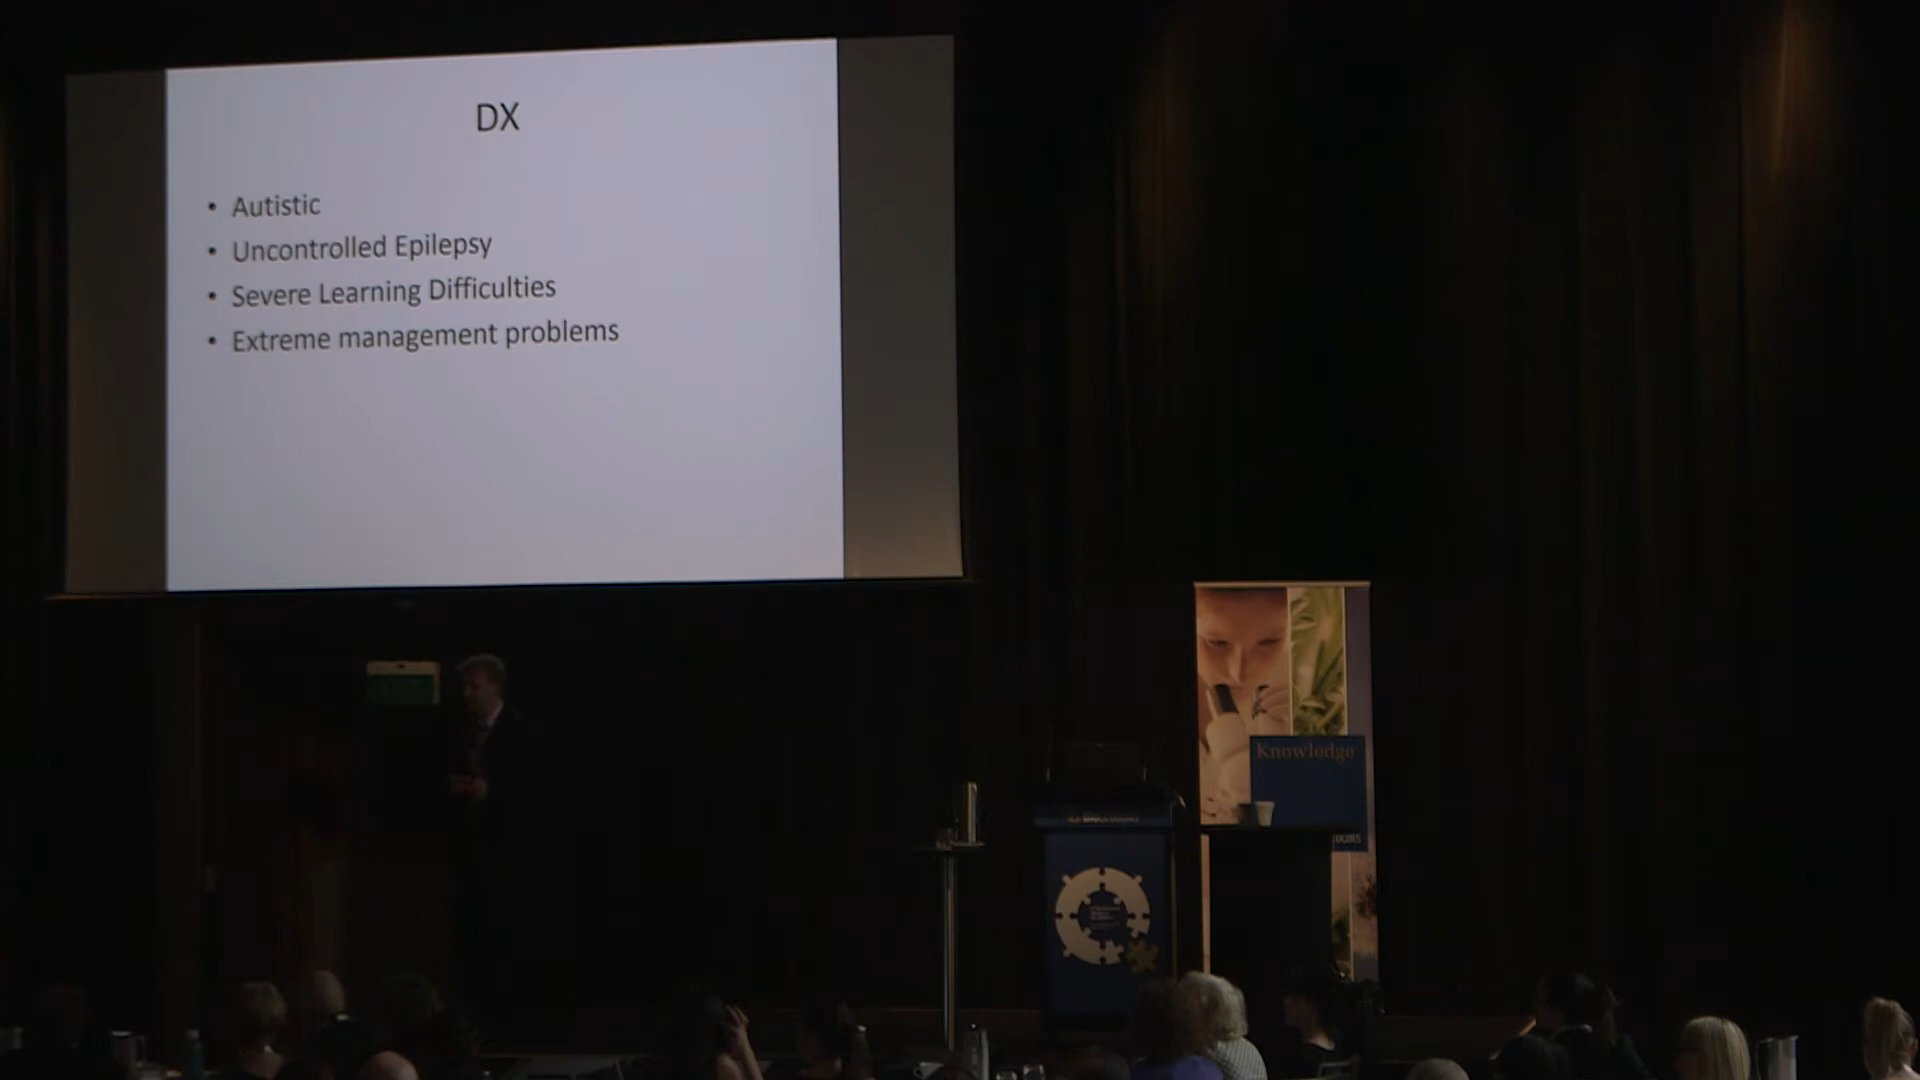 DX
• Autistic
• Uncontrolled Epilepsy
• Severe Learning Difficulties
• Extreme management problems
Knowledge